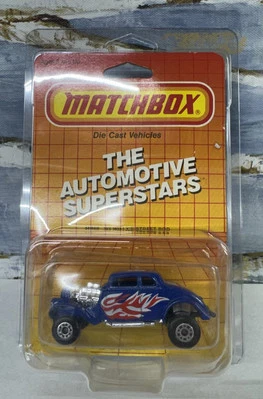 MATCHBOX
Die Cast Vehicles
THE
AUTOMOTIVE
SUPERSTARS